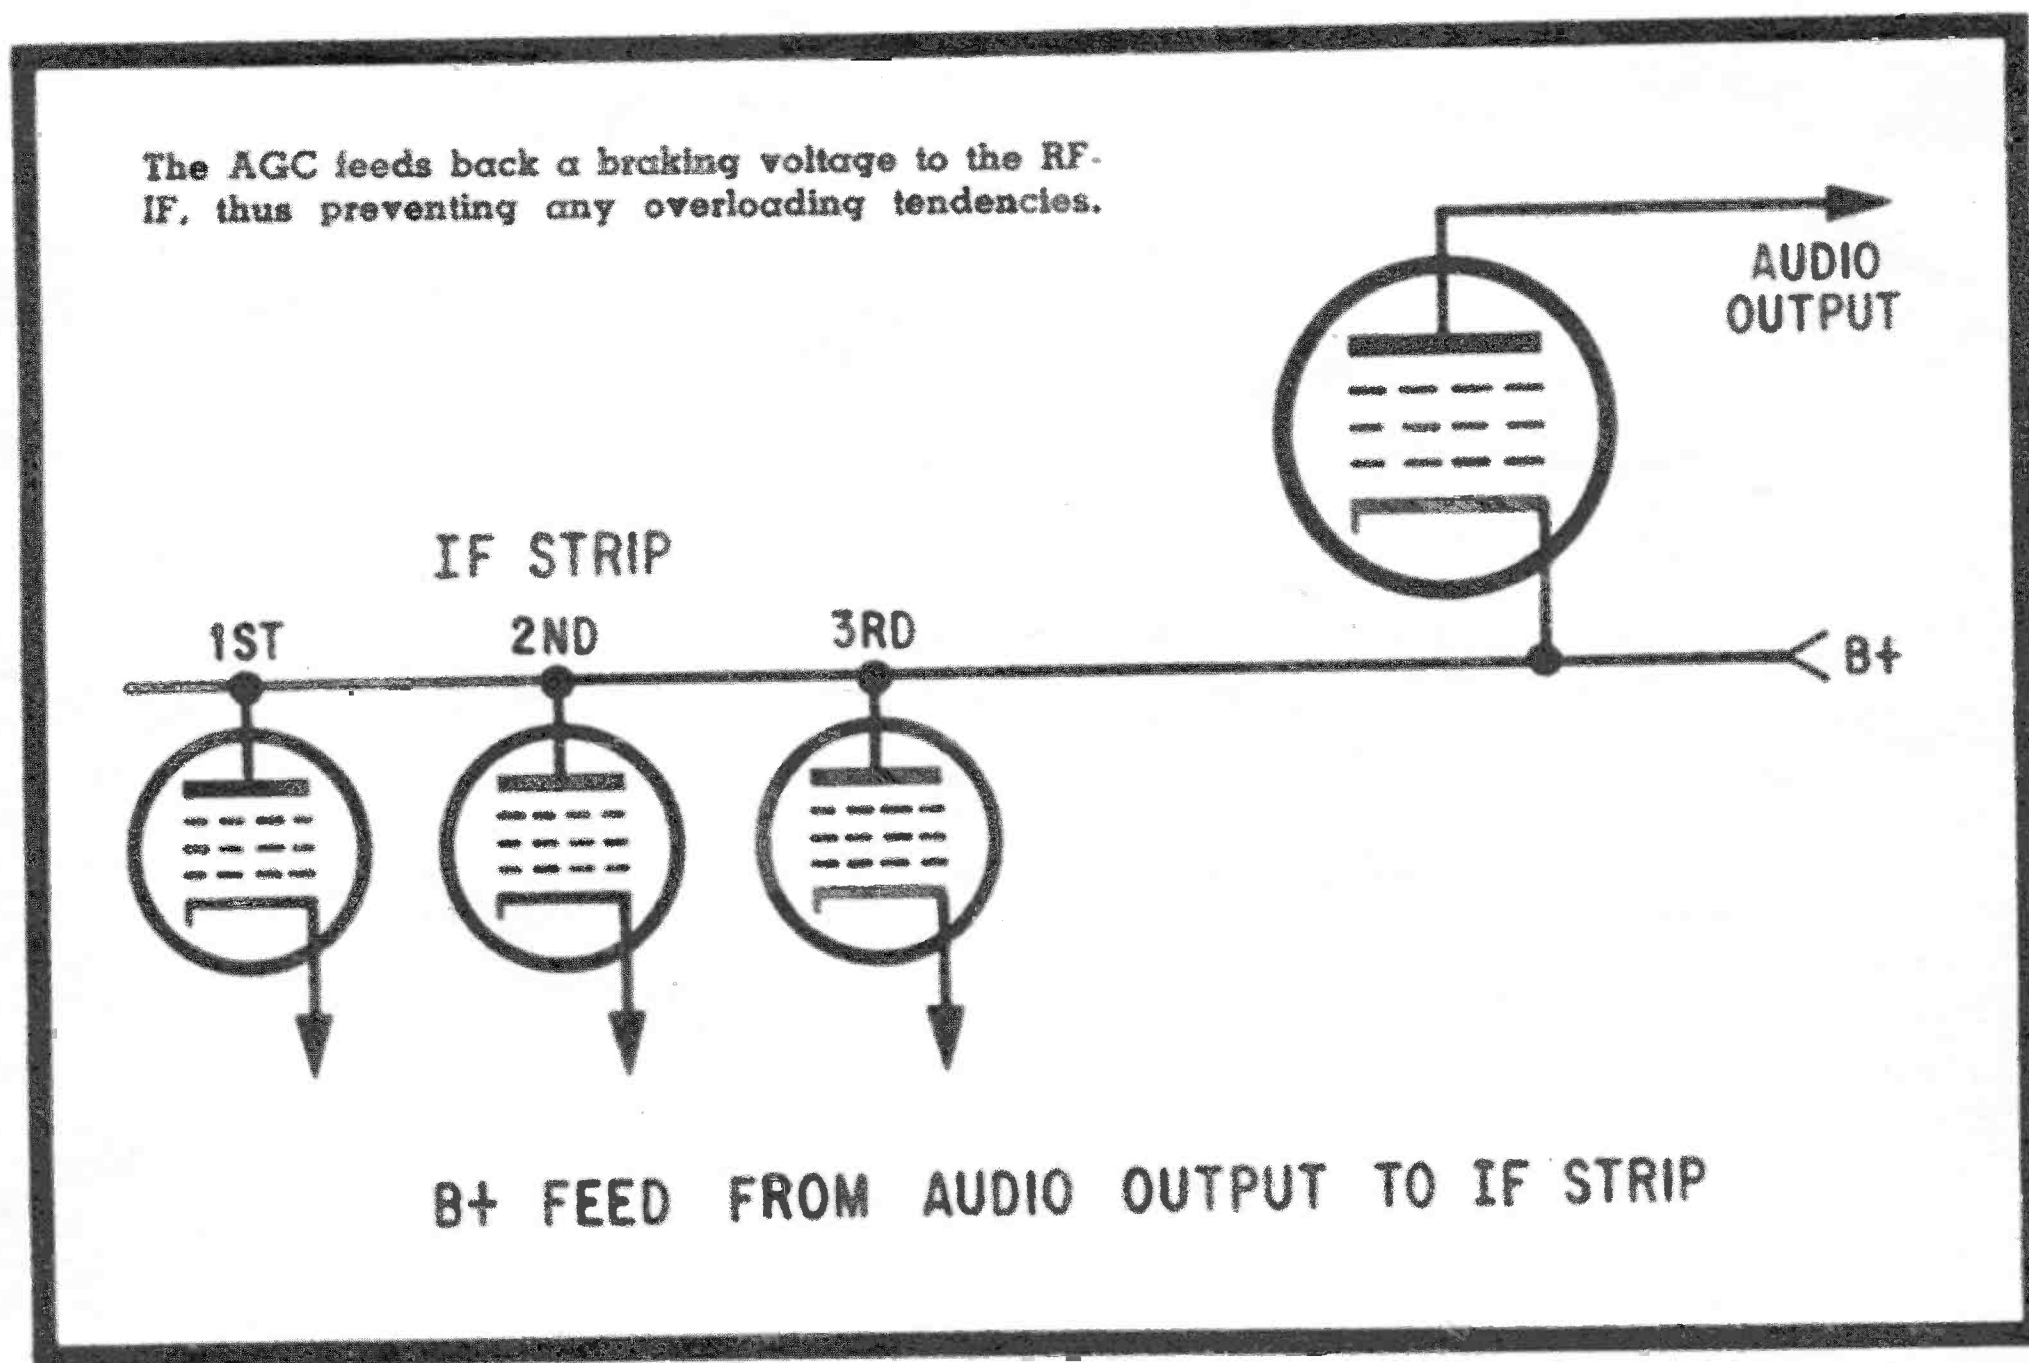 The AGC feeds back a braking voltage to the RF-
IF, thus preventing any overloading tendencies.
AUDIO
OUTPUT
IF STRIP
1ST
2ND
3RD
B+
B+ FEED FROM AUDIO OUTPUT TO IF STRIP